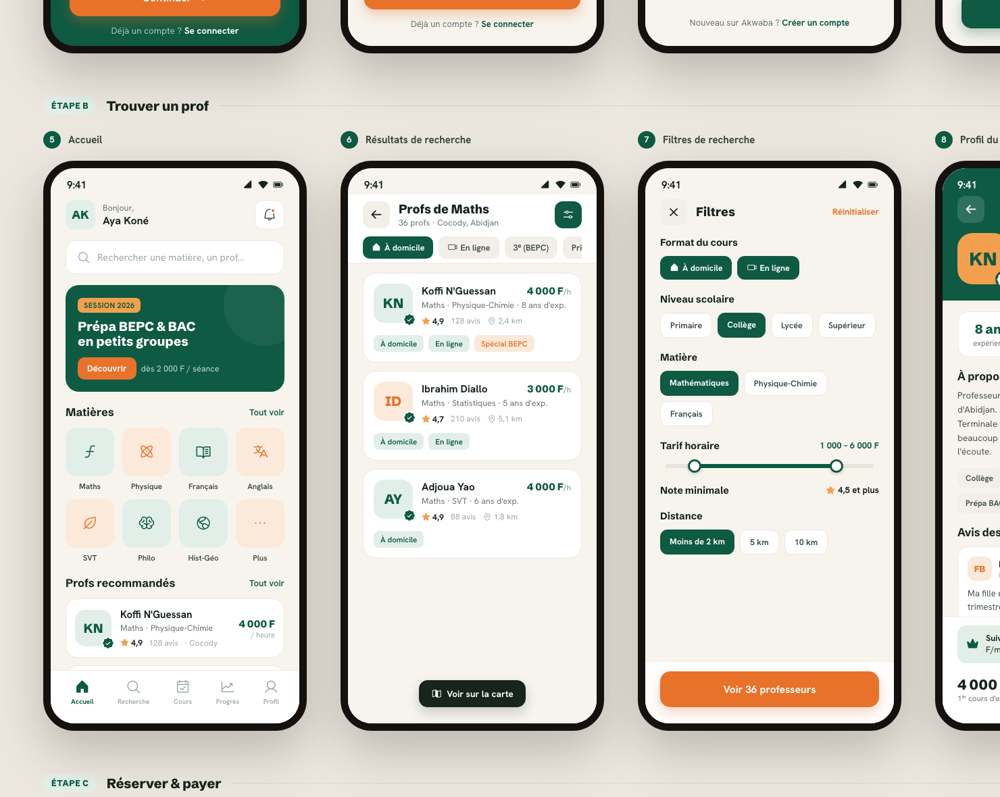 Déjà un compte ? Se connecter
Déjà un compte ? Se connecter
Nouveau sur Akwaba ? Créer un compte
ÉTAPE B Trouver un prof
5 Accueil
9:41
AK
Bonjour,
Aya Koné
Rechercher une matière, un prof...
SESSION 2026
Prépa BEPC & BAC
en petits groupes
Découvrir dès 2 000 F / séance
Matières Tout voir
Maths Physique Français Anglais
SVT Philo Hist-Géo Plus
Profs recommandés Tout voir
KN
Koffi N'Guessan
Maths · Physique-Chimie
4,9 128 avis · Cocody
4 000 F
/ heure
Accueil Recherche Cours Progrès Profil
6 Résultats de recherche
9:41
Profs de Maths
36 profs · Cocody, Abidjan
À domicile En ligne 3ᵉ (BEPC) Pri
KN
Koffi N'Guessan 4 000 F/h
Maths · Physique-Chimie · 8 ans d'exp.
4,9 128 avis 2,4 km
À domicile En ligne Spécial BEPC
ID
Ibrahim Diallo 3 000 F/h
Maths · Statistiques · 5 ans d'exp.
4,7 210 avis 5,1 km
À domicile En ligne
AY
Adjoua Yao 4 000 F/h
Maths · SVT · 6 ans d'exp.
4,9 88 avis 1,8 km
À domicile
Voir sur la carte
7 Filtres de recherche
9:41
Filtres Réinitialiser
Format du cours
À domicile En ligne
Niveau scolaire
Primaire Collège Lycée Supérieur
Matière
Mathématiques Physique-Chimie
Français
Tarif horaire 1 000 – 6 000 F
Note minimale 4,5 et plus
Distance
Moins de 2 km 5 km 10 km
Voir 36 professeurs
8 Profil du
9:41
KN
8 an
expérien
À propos
Professeur
d'Abidjan.
Terminale
beaucoup
l'écoute.
Collège
Prépa BA
Avis des
FB
Ma fille
trimestre
Suiv
F/m
4 000
1ᵉʳ cours d'e
ÉTAPE C Réserver & payer